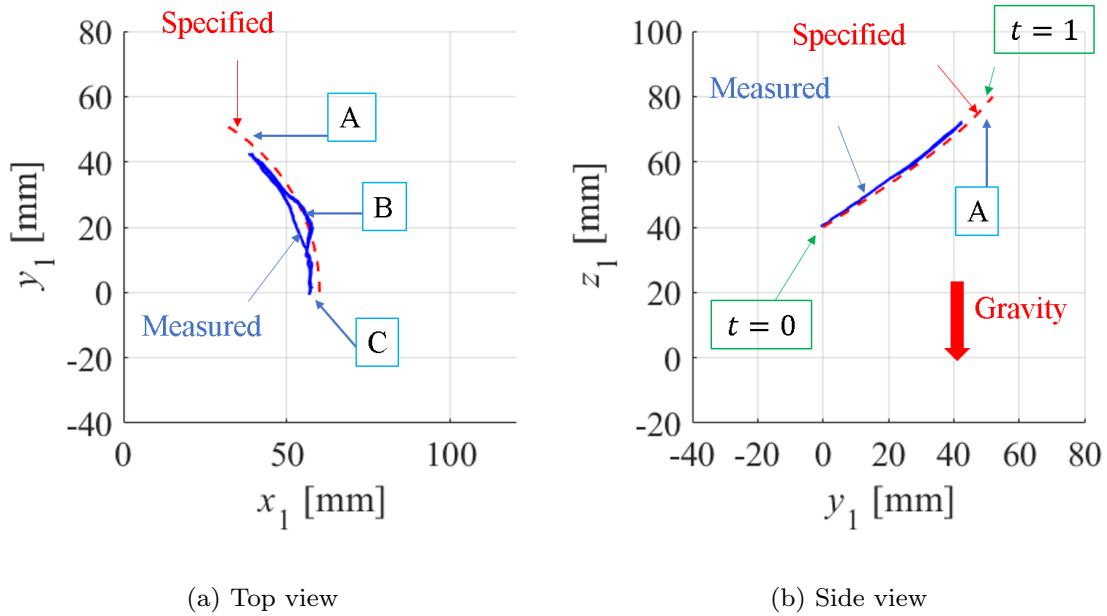 80
60
40
20
0
-20
-40
0
50
100
y₁ [mm]
x₁ [mm]
Specified
A
B
Measured
C
(a) Top view
100
80
60
40
20
0
-20
-40
-20
0
20
40
60
80
z₁ [mm]
y₁ [mm]
Specified
t = 1
Measured
A
t = 0
Gravity
(b) Side view